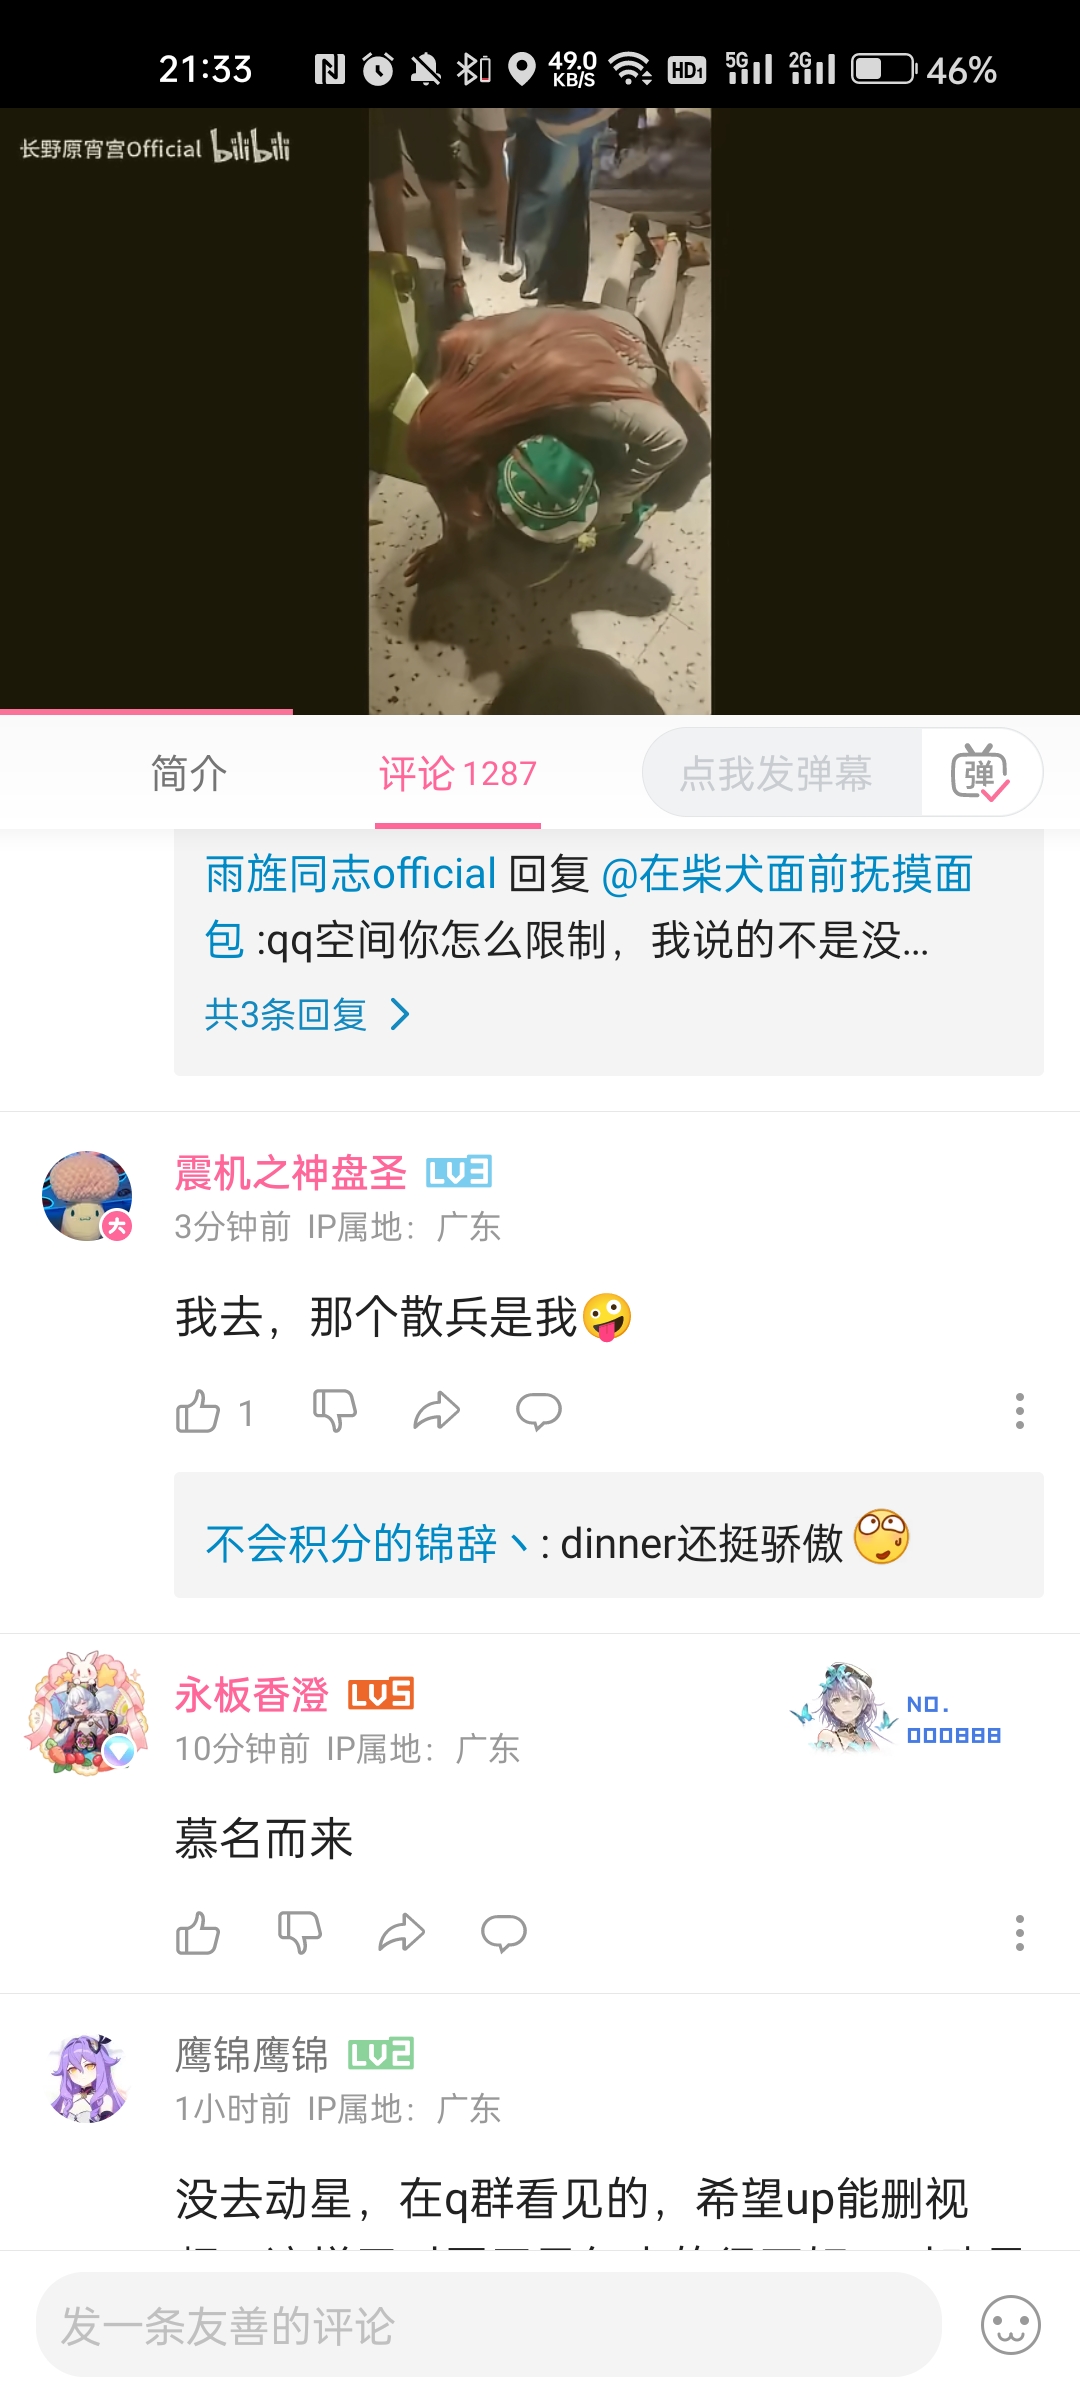 21:33
49.0
KB/S
HD1
5G
2G
46%
长野原宵宫Official bilibili
简介
评论 1287
点我发弹幕
弹
雨旌同志official 回复 @在柴犬面前抚摸面
包 :qq空间你怎么限制，我说的不是没...
共3条回复
震机之神盘圣 LV3
大
3分钟前 IP属地：广东
我去，那个散兵是我🤪
1
不会积分的锦辞丶: dinner还挺骄傲
永板香澄 LV5
NO.
000888
10分钟前 IP属地：广东
慕名而来
鹰锦鹰锦 LV2
1小时前 IP属地：广东
没去动星，在q群看见的，希望up能删视
发一条友善的评论